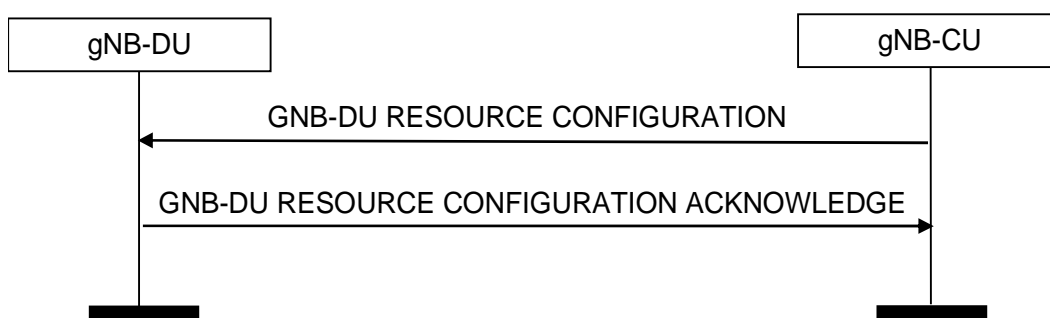 gNB-DU
gNB-CU
GNB-DU RESOURCE CONFIGURATION
GNB-DU RESOURCE CONFIGURATION ACKNOWLEDGE